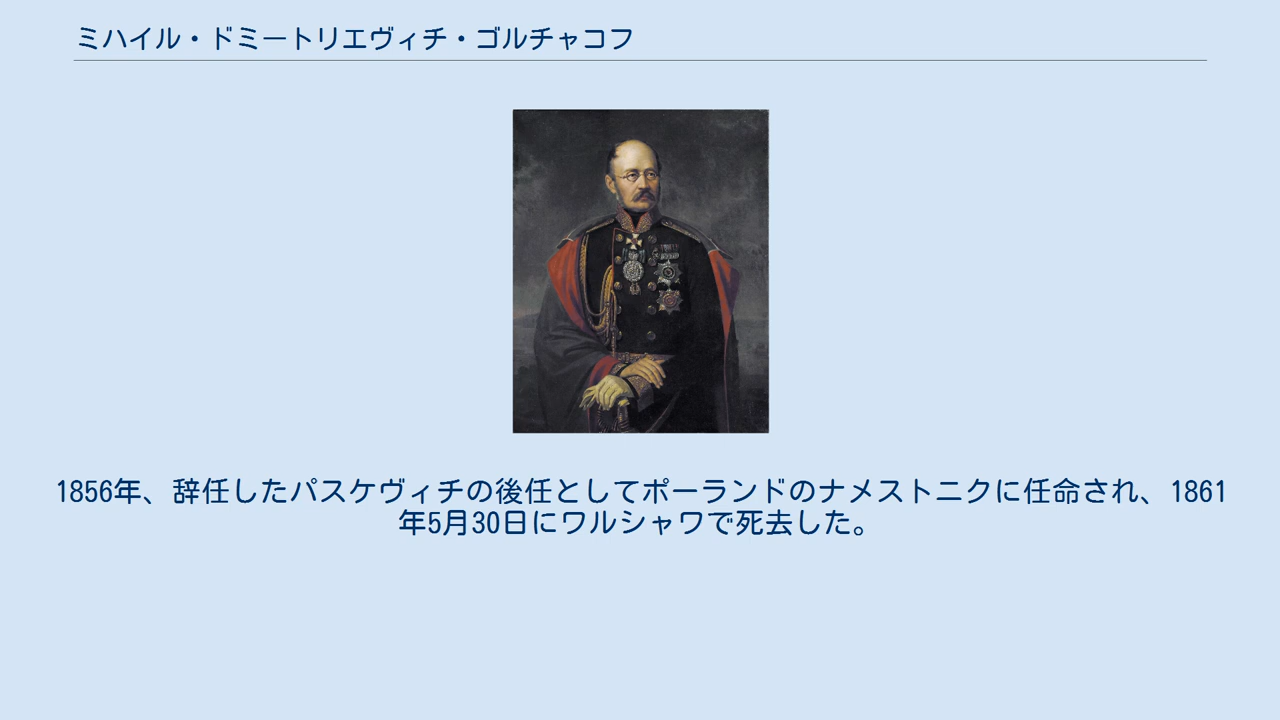 ミハイル・ドミートリエヴィチ・ゴルチャコフ
1856年、辞任したパスケヴィチの後任としてポーランドのナメストニクに任命され、1861
年5月30日にワルシャワで死去した。